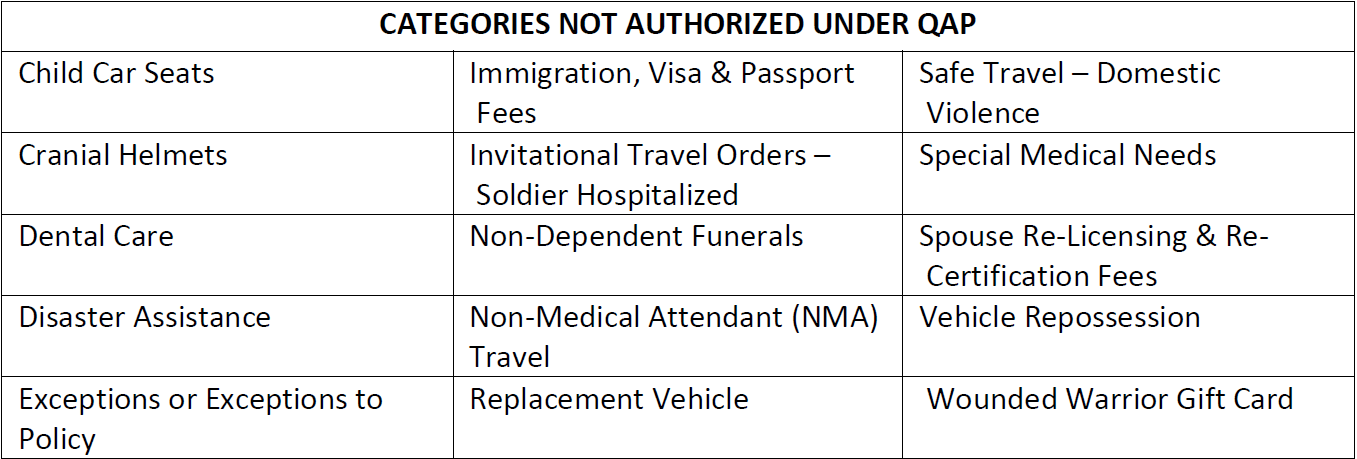 CATEGORIES NOT AUTHORIZED UNDER QAP
Child Car Seats
Immigration, Visa & Passport
Fees
Safe Travel – Domestic
Violence
Cranial Helmets
Invitational Travel Orders –
Soldier Hospitalized
Special Medical Needs
Dental Care
Non-Dependent Funerals
Spouse Re-Licensing & Re-
Certification Fees
Disaster Assistance
Non-Medical Attendant (NMA)
Travel
Vehicle Repossession
Exceptions or Exceptions to
Policy
Replacement Vehicle
Wounded Warrior Gift Card